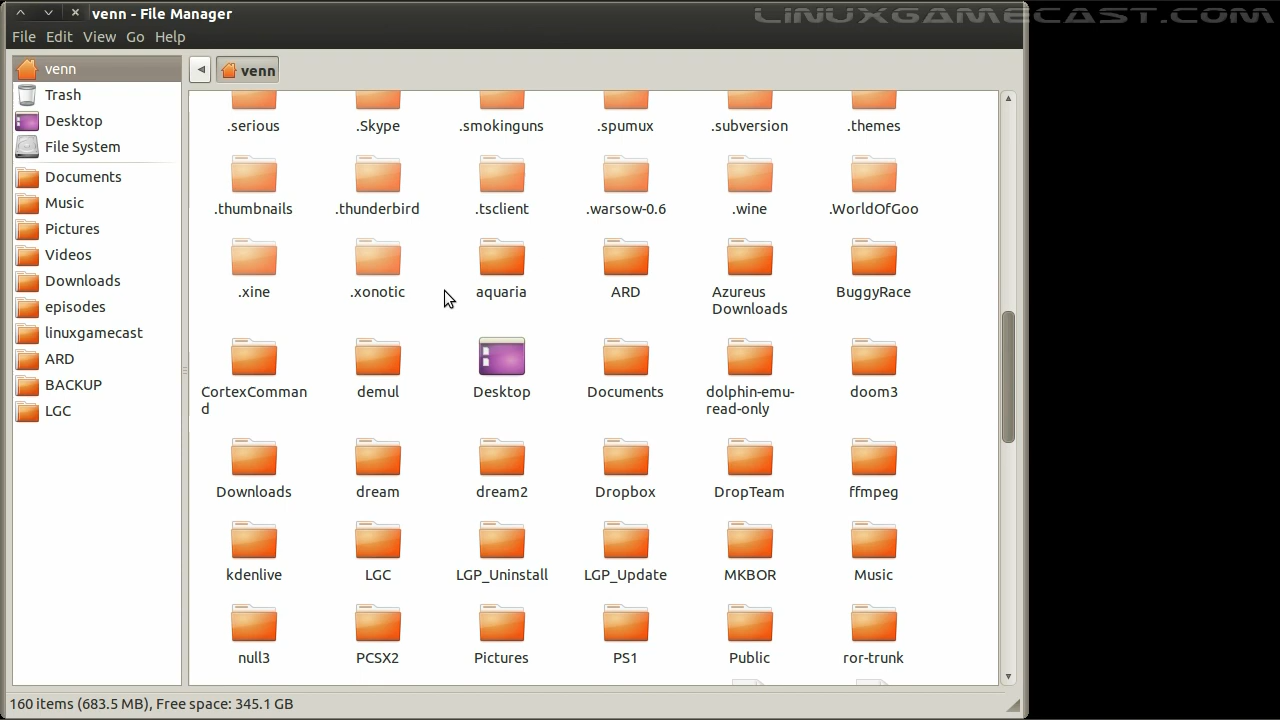 venn - File Manager
LINUXGAMECAST.COM
File Edit View Go Help
venn
Trash
Desktop
File System
Documents
Music
Pictures
Videos
Downloads
episodes
linuxgamecast
ARD
BACKUP
LGC
venn
.serious .Skype .smokinguns .spumux .subversion .themes
.thumbnails .thunderbird .tsclient .warsow-0.6 .wine .WorldOfGoo
.xine .xonotic aquaria ARD Azureus BuggyRace
Downloads
CortexComman demul Desktop Documents dolphin-emu- doom3
d read-only
Downloads dream dream2 Dropbox DropTeam ffmpeg
kdenlive LGC LGP_Uninstall LGP_Update MKBOR Music
null3 PCSX2 Pictures PS1 Public ror-trunk
160 items (683.5 MB), Free space: 345.1 GB